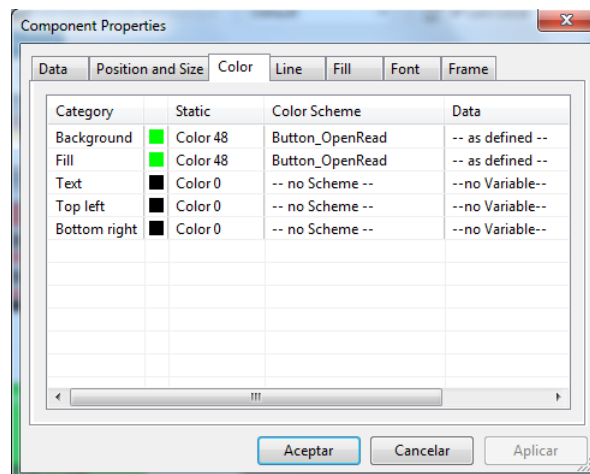 Component Properties
Data Position and Size Color Line Fill Font Frame
Category Static Color Scheme Data
Background Color 48 Button_OpenRead -- as defined --
Fill Color 48 Button_OpenRead -- as defined --
Text Color 0 -- no Scheme -- --no Variable--
Top left Color 0 -- no Scheme -- --no Variable--
Bottom right Color 0 -- no Scheme -- --no Variable--
Aceptar Cancelar Aplicar